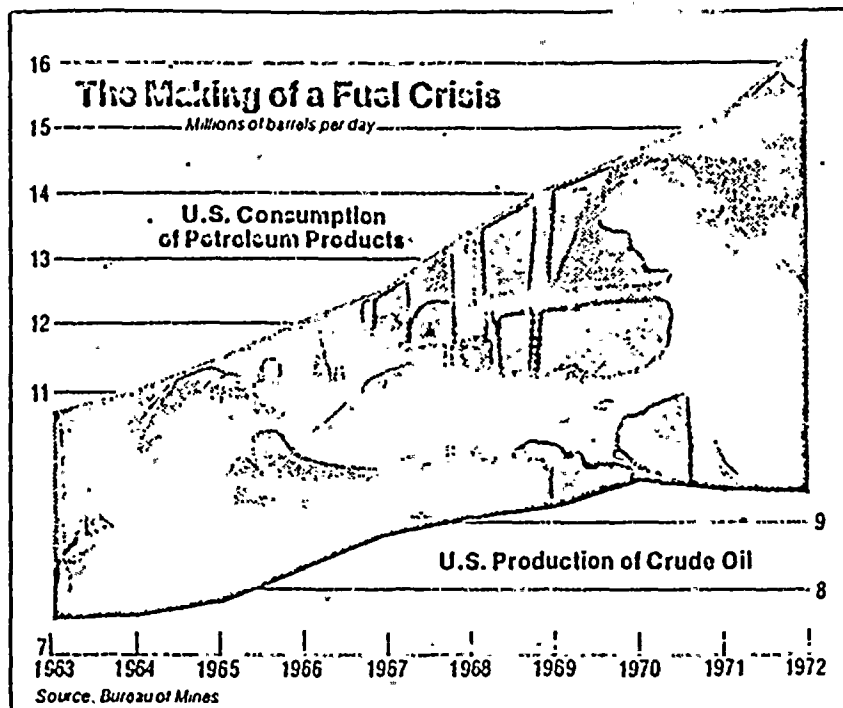 The Making of a Fuel Crisis
Millions of barrels per day
16
15
14
13
12
11
U.S. Consumption
of Petroleum Products
9
8
U.S. Production of Crude Oil
7
1963 1964 1965 1966 1967 1968 1969 1970 1971 1972
Source, Bureau of Mines